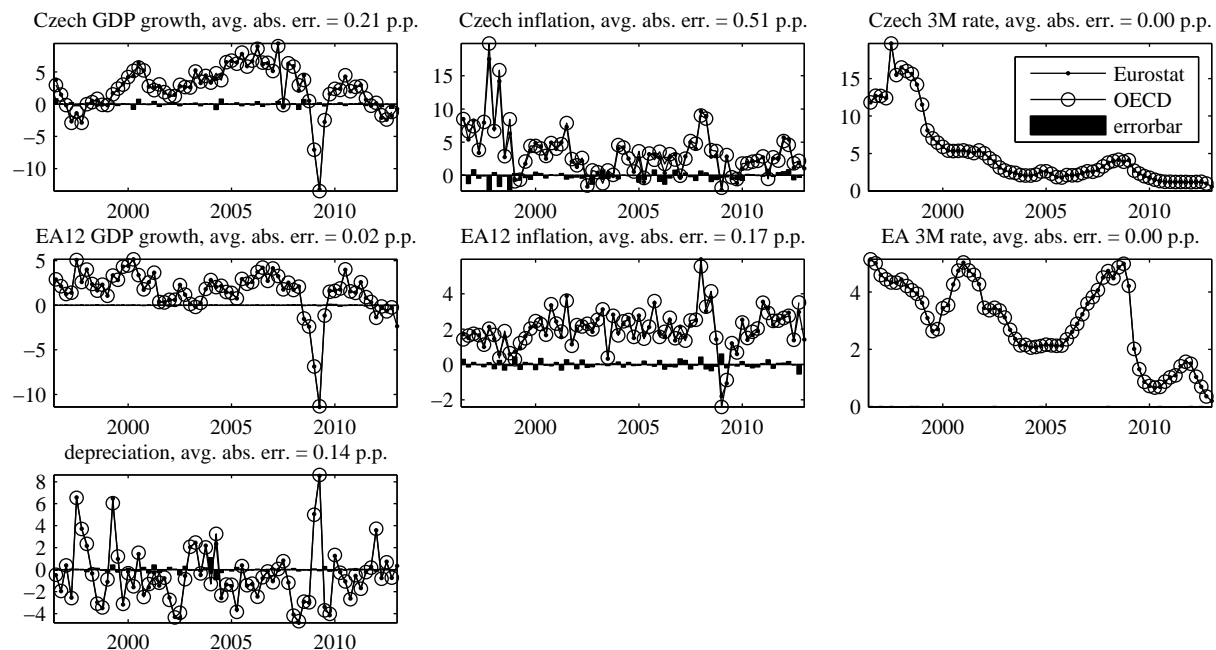 Czech GDP growth, avg. abs. err. = 0.21 p.p.
5
0
−5
−10
2000 2005 2010
Czech inflation, avg. abs. err. = 0.51 p.p.
20
15
10
5
0
2000 2005 2010
Czech 3M rate, avg. abs. err. = 0.00 p.p.
15
10
5
0
Eurostat
OECD
errorbar
2000 2005 2010
EA12 GDP growth, avg. abs. err. = 0.02 p.p.
5
0
−5
−10
2000 2005 2010
EA12 inflation, avg. abs. err. = 0.17 p.p.
6
4
2
0
−2
2000 2005 2010
EA 3M rate, avg. abs. err. = 0.00 p.p.
4
2
0
2000 2005 2010
depreciation, avg. abs. err. = 0.14 p.p.
8
6
4
2
0
−2
−4
2000 2005 2010